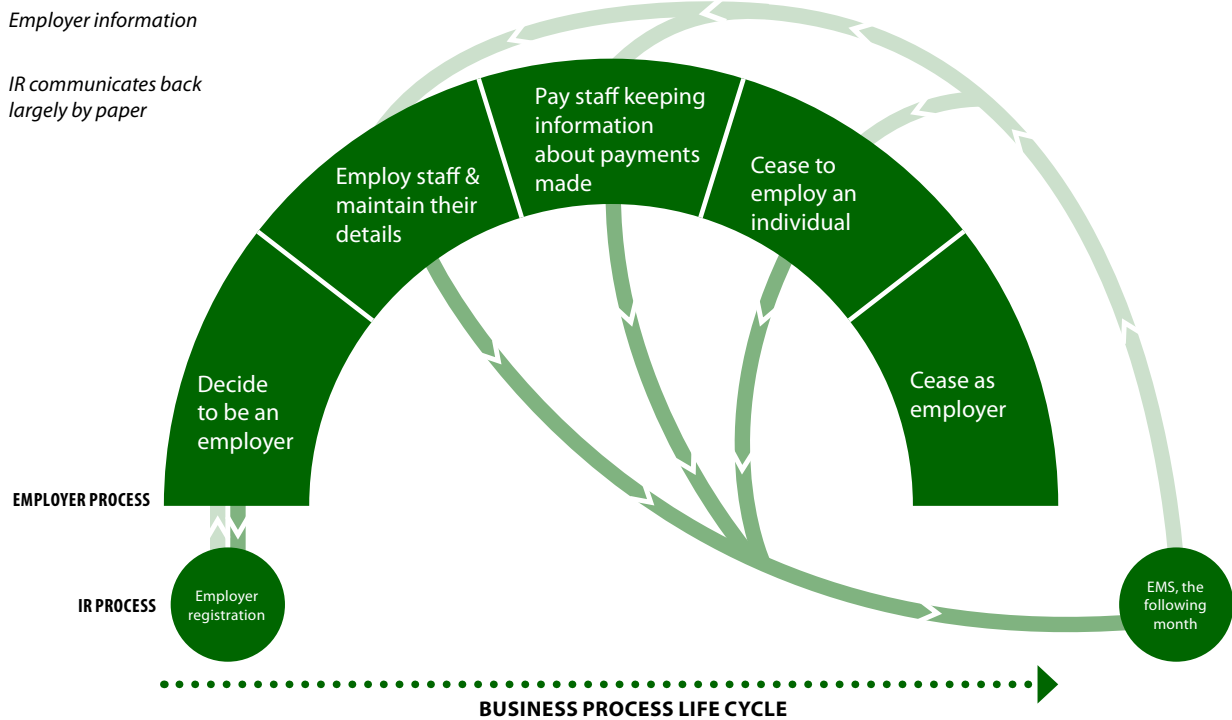 Employer information
IR communicates back
largely by paper
Pay staff keeping
information
about payments
made
Employ staff &
maintain their
details
Cease to
employ an
individual
Decide
to be an
employer
Cease as
employer
EMPLOYER PROCESS
IR PROCESS
Employer
registration
EMS, the
following
month
BUSINESS PROCESS LIFE CYCLE